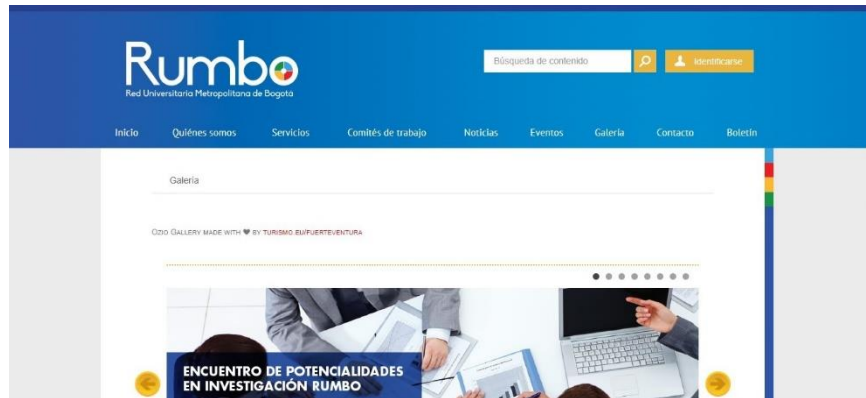 Rumbo
Red Universitaria Metropolitana de Bogotá
Búsqueda de contenido
Identificarse
Inicio Quiénes somos Servicios Comités de trabajo Noticias Eventos Galería Contacto Boletín
Galería
OZIO GALLERY MADE WITH ♥ BY TURISMO.EU/FUERTEVENTURA
ENCUENTRO DE POTENCIALIDADES
EN INVESTIGACIÓN RUMBO